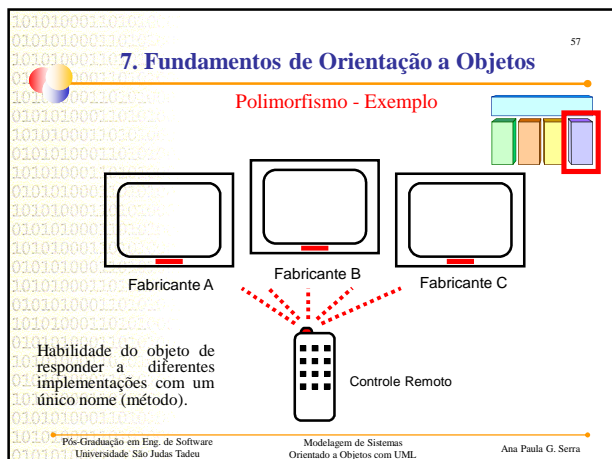 57
7. Fundamentos de Orientação a Objetos
Polimorfismo - Exemplo
Fabricante A
Fabricante B
Fabricante C
Habilidade do objeto de
responder a diferentes
implementações com um
único nome (método).
Controle Remoto
Pós-Graduação em Eng. de Software
Universidade São Judas Tadeu
Modelagem de Sistemas
Orientado a Objetos com UML
Ana Paula G. Serra